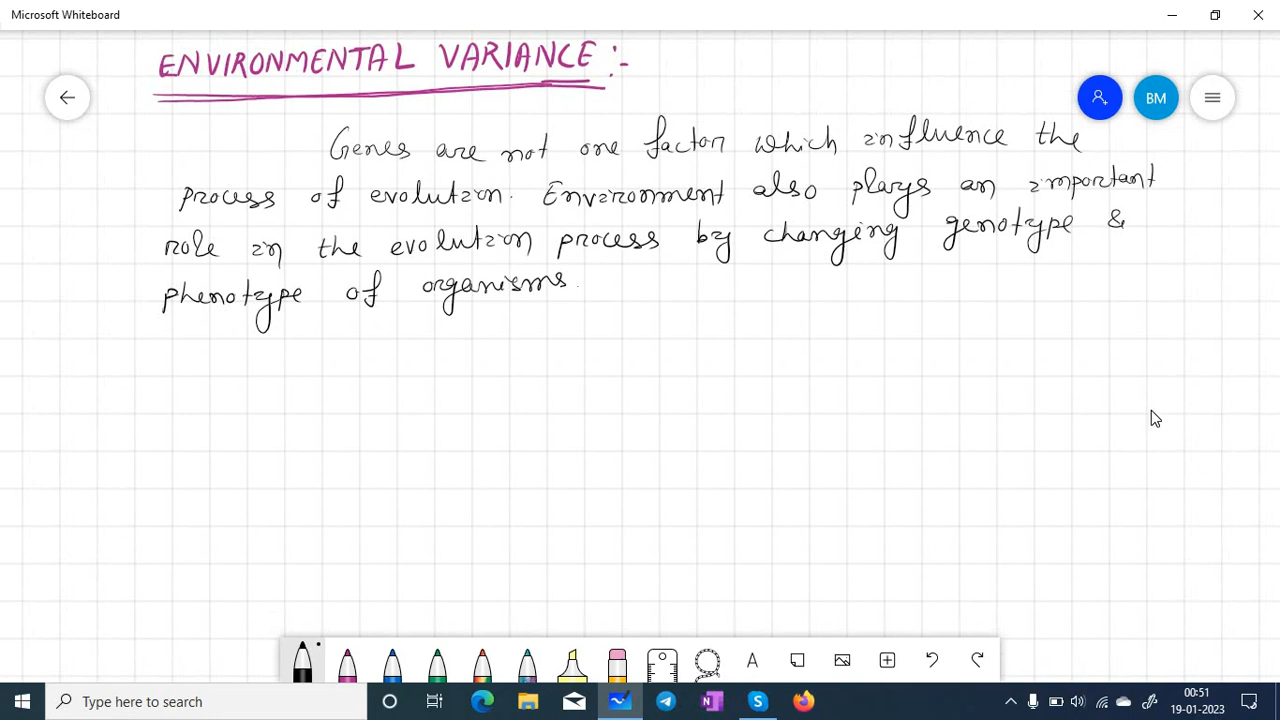 Microsoft Whiteboard
ENVIRONMENTAL VARIANCE :-
BM
Genes are not one factor which influence the
process of evolution. Environment also plays an important
role in the evolution process by changing genotype &
phenotype of organisms.
A
Type here to search
00:51
19-01-2023